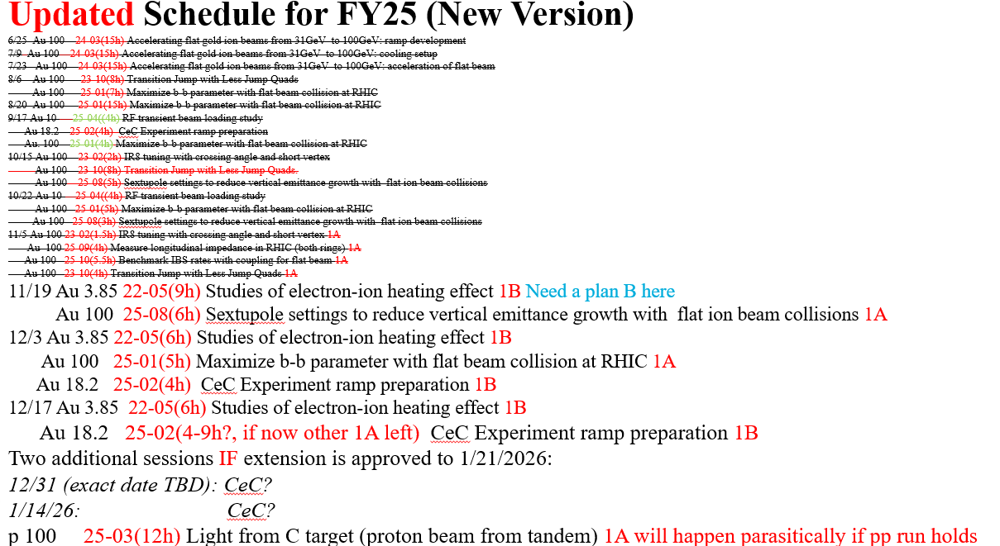 Updated Schedule for FY25 (New Version)
6/25 Au 100 24-03(15h) Accelerating flat gold ion beams from 31GeV to 100GeV: ramp development
7/9 Au 100 24-03(15h) Accelerating flat gold ion beams from 31GeV to 100GeV: cooling setup
7/23 Au 100 24-03(15h) Accelerating flat gold ion beams from 31GeV to 100GeV: acceleration of flat beam
8/6 Au 100 23-10(8h) Transition Jump with Less Jump Quads
Au 100 25-01(7h) Maximize b-b parameter with flat beam collision at RHIC
8/20 Au 100 25-01(15h) Maximize b-b parameter with flat beam collision at RHIC
9/17 Au 10 25-04((4h) RF transient beam loading study
Au 18.2 25-02(4h) CeC Experiment ramp preparation
Au. 100 25-01(4h) Maximize b-b parameter with flat beam collision at RHIC
10/15 Au 100 23-02(2h) IR8 tuning with crossing angle and short vertex
Au 100 23-10(8h) Transition Jump with Less Jump Quads.
Au 100 25-08(5h) Sextupole settings to reduce vertical emittance growth with flat ion beam collisions
10/22 Au 10 25-04((4h) RF transient beam loading study
Au 100 25-01(5h) Maximize b-b parameter with flat beam collision at RHIC
Au 100 25-08(3h) Sextupole settings to reduce vertical emittance growth with flat ion beam collisions
11/5 Au 100 23-02(1.5h) IR8 tuning with crossing angle and short vertex 1A
Au 100 25-09(4h) Measure longitudinal impedance in RHIC (both rings) 1A
Au 100 25-10(5.5h) Benchmark IBS rates with coupling for flat beam 1A
Au 100 23-10(4h) Transition Jump with Less Jump Quads 1A
11/19 Au 3.85 22-05(9h) Studies of electron-ion heating effect 1B Need a plan B here
Au 100 25-08(6h) Sextupole settings to reduce vertical emittance growth with flat ion beam collisions 1A
12/3 Au 3.85 22-05(6h) Studies of electron-ion heating effect 1B
Au 100 25-01(5h) Maximize b-b parameter with flat beam collision at RHIC 1A
Au 18.2 25-02(4h) CeC Experiment ramp preparation 1B
12/17 Au 3.85 22-05(6h) Studies of electron-ion heating effect 1B
Au 18.2 25-02(4-9h?, if now other 1A left) CeC Experiment ramp preparation 1B
Two additional sessions IF extension is approved to 1/21/2026:
12/31 (exact date TBD): CeC?
1/14/26: CeC?
p 100 25-03(12h) Light from C target (proton beam from tandem) 1A will happen parasitically if pp run holds